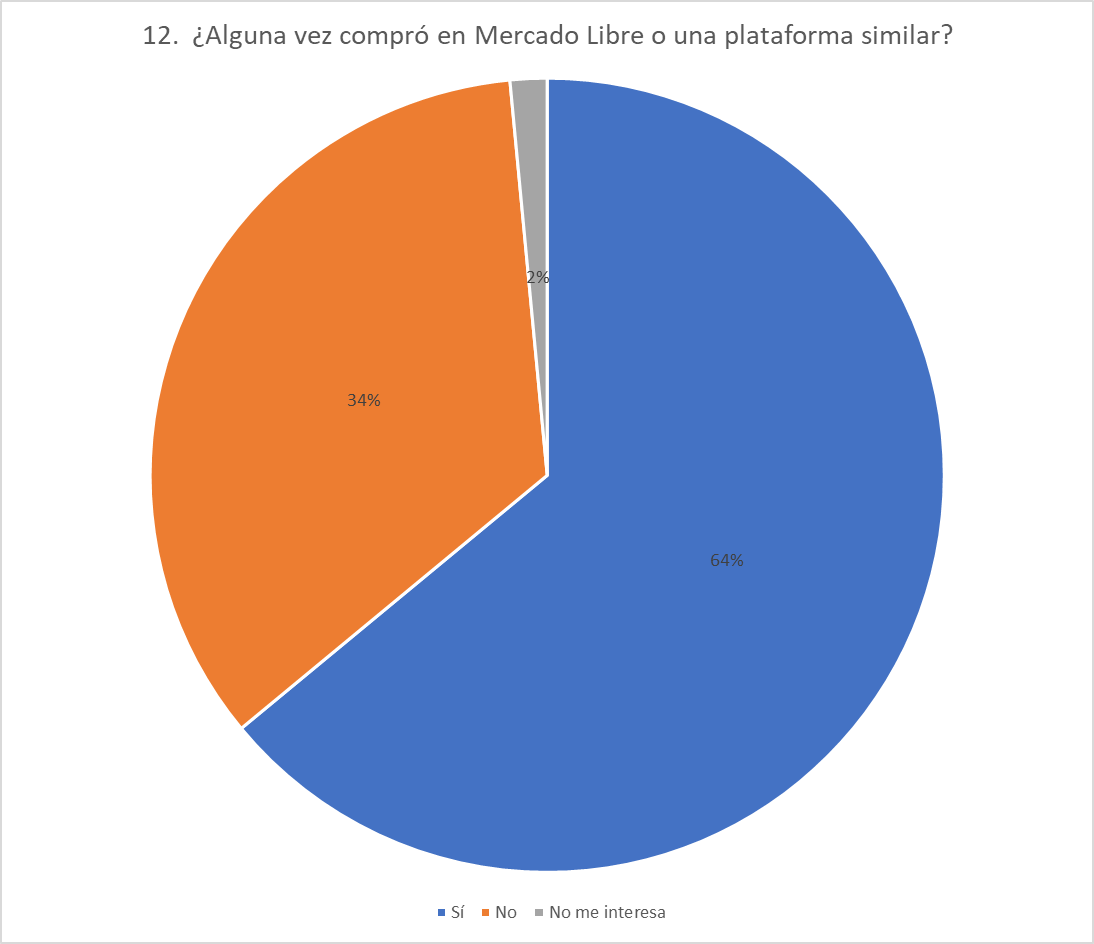 12.  ¿Alguna vez compró en Mercado Libre o una plataforma similar?
2%
34%
64%
Sí No No me interesa